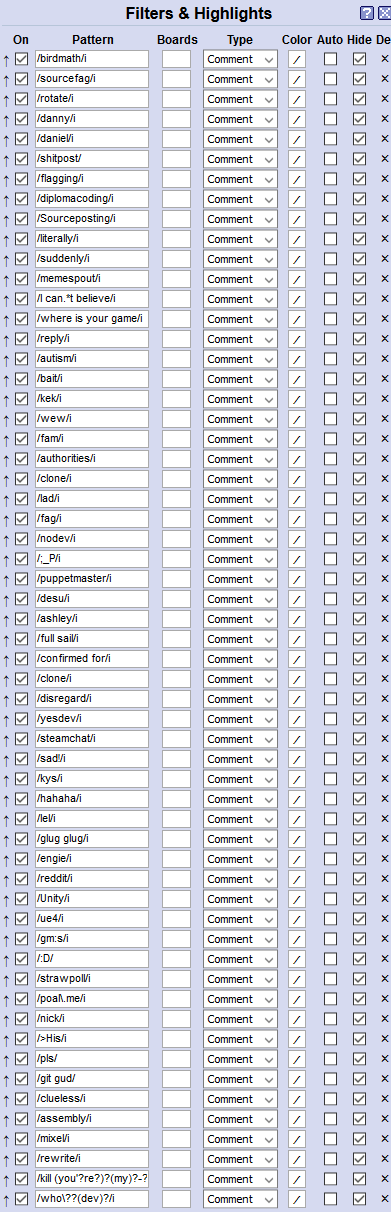 Filters & Highlights
On Pattern Boards Type Color Auto Hide De
/birdmath/i Comment
/sourcefag/i Comment
/rotate/i Comment
/danny/i Comment
/daniel/i Comment
/shitpost/ Comment
/flagging/i Comment
/diplomacoding/i Comment
/Sourceposting/i Comment
/literally/i Comment
/suddenly/i Comment
/memespout/i Comment
/I can.*t believe/i Comment
/where is your game/i Comment
/reply/i Comment
/autism/i Comment
/bait/i Comment
/kek/i Comment
/wew/i Comment
/fam/i Comment
/authorities/i Comment
/clone/i Comment
/lad/i Comment
/fag/i Comment
/nodev/i Comment
/;_P/i Comment
/puppetmaster/i Comment
/desu/i Comment
/ashley/i Comment
/full sail/i Comment
/confirmed for/i Comment
/clone/i Comment
/disregard/i Comment
/yesdev/i Comment
/steamchat/i Comment
/sad!/i Comment
/kys/i Comment
/hahaha/i Comment
/lel/i Comment
/glug glug/i Comment
/engie/i Comment
/reddit/i Comment
/Unity/i Comment
/ue4/i Comment
/gm:s/i Comment
/:D/ Comment
/strawpoll/i Comment
/poal\.me/i Comment
/nick/i Comment
/>His/i Comment
/pls/ Comment
/git gud/ Comment
/clueless/i Comment
/assembly/i Comment
/mixel/i Comment
/rewrite/i Comment
/kill (you'?re?)?(my)?-? Comment
/who\??(dev)?/i Comment